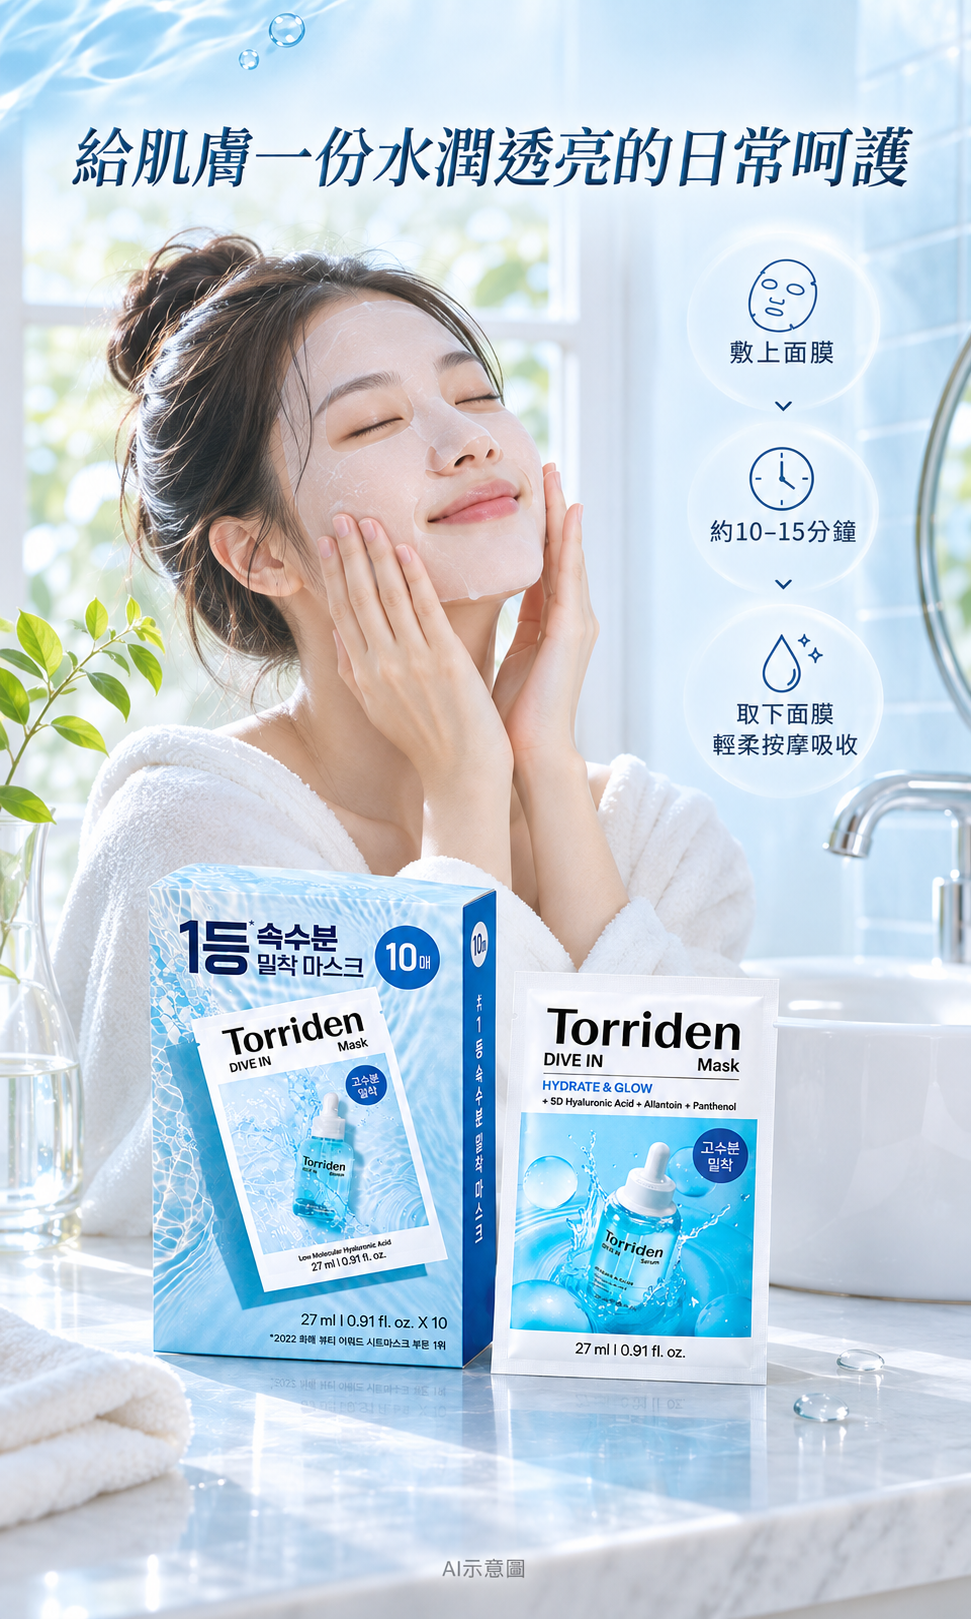 給肌膚一份水潤透亮的日常呵護
敷上面膜
約10–15分鐘
取下面膜
輕柔按摩吸收
1등* 속수분
밀착 마스크
10매
Torriden
DIVE IN
Mask
고수분
밀착
Torriden
DIVE IN
Serum
Low Molecular Hyaluronic Acid
27 ml | 0.91 fl. oz.
27 ml | 0.91 fl. oz. X 10
*2022 화해 뷰티 어워드 시트마스크 부문 1위
10매
1등 속수분 밀착 마스크
Torriden
DIVE IN
Mask
HYDRATE & GLOW
+ 5D Hyaluronic Acid + Allantoin + Panthenol
고수분
밀착
Torriden
DIVE IN
Serum
27 ml | 0.91 fl. oz.
AI示意圖